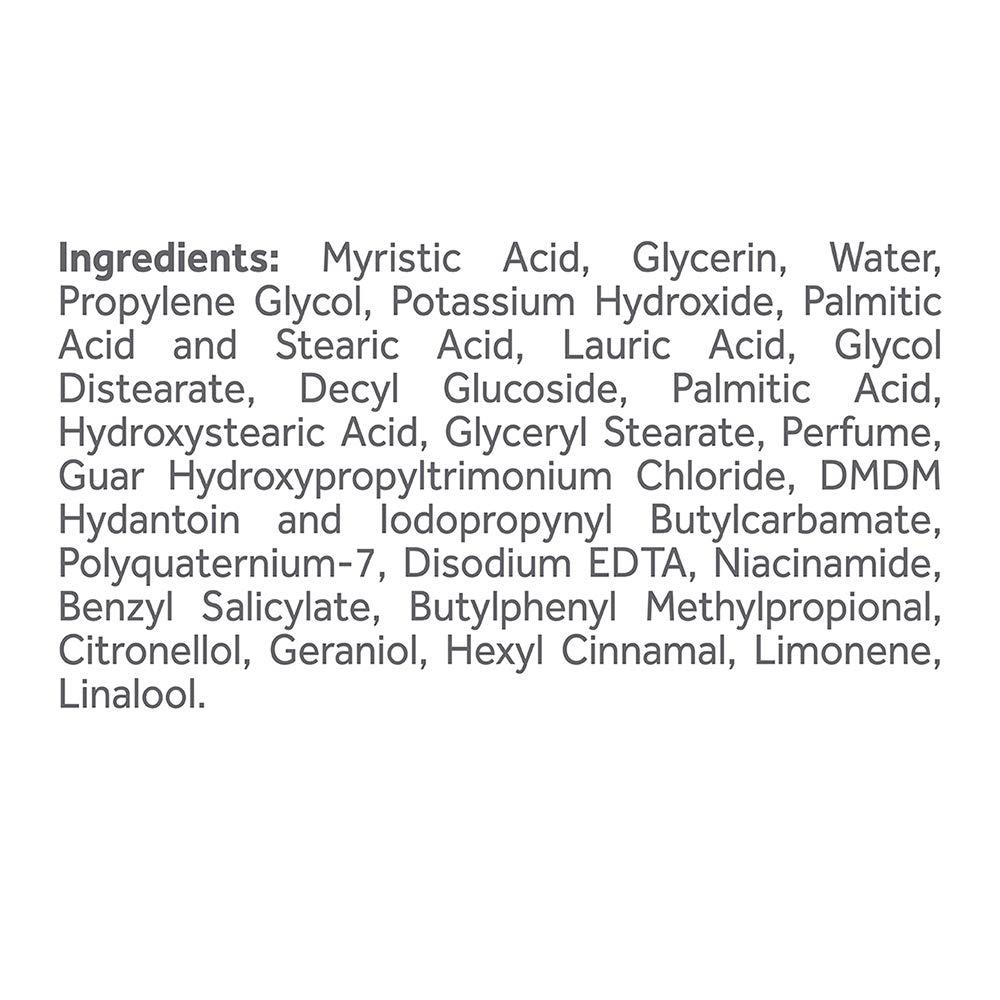 Ingredients: Myristic Acid, Glycerin, Water,
Propylene Glycol, Potassium Hydroxide, Palmitic
Acid and Stearic Acid, Lauric Acid, Glycol
Distearate, Decyl Glucoside, Palmitic Acid,
Hydroxystearic Acid, Glyceryl Stearate, Perfume,
Guar Hydroxypropyltrimonium Chloride, DMDM
Hydantoin and Iodopropynyl Butylcarbamate,
Polyquaternium-7, Disodium EDTA, Niacinamide,
Benzyl Salicylate, Butylphenyl Methylpropional,
Citronellol, Geraniol, Hexyl Cinnamal, Limonene,
Linalool.